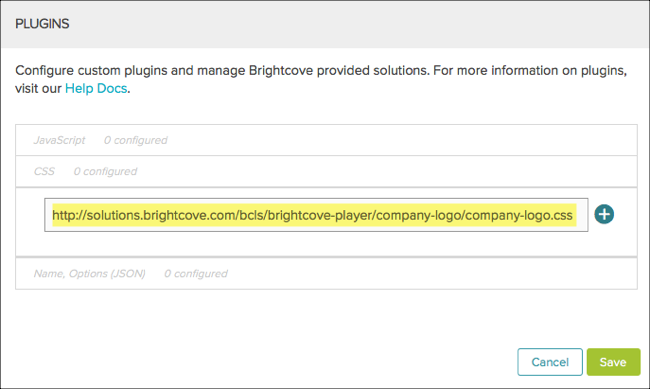 PLUGINS
Configure custom plugins and manage Brightcove provided solutions. For more information on plugins,
visit our Help Docs.
JavaScript 0 configured
CSS 0 configured
http://solutions.brightcove.com/bcls/brightcove-player/company-logo/company-logo.css
Name, Options (JSON) 0 configured
Cancel Save